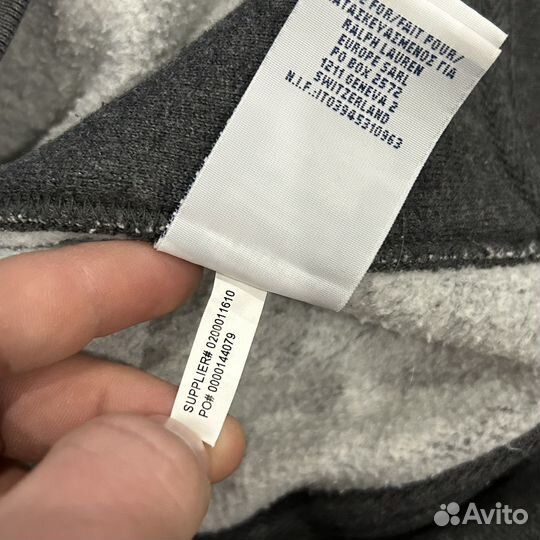 FOR/FAIT POUR/
ΚΑΤΑΣΚΕΥΑΣΜΕΝΟΣ ΓΙΑ
RALPH LAUREN
EUROPE SARL
PO BOX 2572
1211 GENEVA 2
SWITZERLAND
N.I.F.:IT03945310963
SUPPLIER# 0200011610
PO# 0000144079
Avito